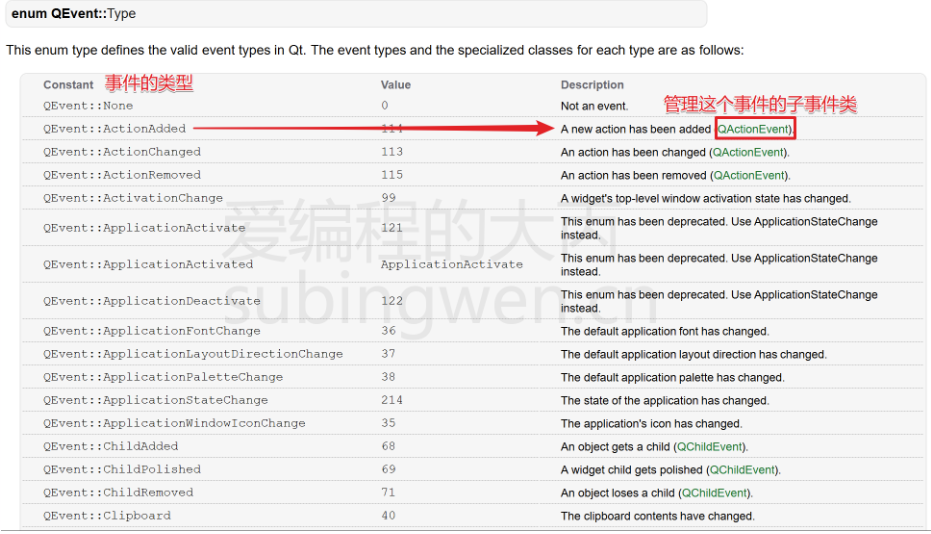 enum QEvent::Type
This enum type defines the valid event types in Qt. The event types and the specialized classes for each type are as follows:
Constant 事件的类型 Value Description
QEvent::None 0 Not an event. 管理这个事件的子事件类
QEvent::ActionAdded 114 A new action has been added (QActionEvent).
QEvent::ActionChanged 113 An action has been changed (QActionEvent).
QEvent::ActionRemoved 115 An action has been removed (QActionEvent).
QEvent::ActivationChange 99 A widget's top-level window activation state has changed.
QEvent::ApplicationActivate 121 This enum has been deprecated. Use ApplicationStateChange
instead.
QEvent::ApplicationActivated ApplicationActivate This enum has been deprecated. Use ApplicationStateChange
instead.
QEvent::ApplicationDeactivate 122 This enum has been deprecated. Use ApplicationStateChange
instead.
QEvent::ApplicationFontChange 36 The default application font has changed.
QEvent::ApplicationLayoutDirectionChange 37 The default application layout direction has changed.
QEvent::ApplicationPaletteChange 38 The default application palette has changed.
QEvent::ApplicationStateChange 214 The state of the application has changed.
QEvent::ApplicationWindowIconChange 35 The application's icon has changed.
QEvent::ChildAdded 68 An object gets a child (QChildEvent).
QEvent::ChildPolished 69 A widget child gets polished (QChildEvent).
QEvent::ChildRemoved 71 An object loses a child (QChildEvent).
QEvent::Clipboard 40 The clipboard contents have changed.
爱编程的大丙
subingwen.cn